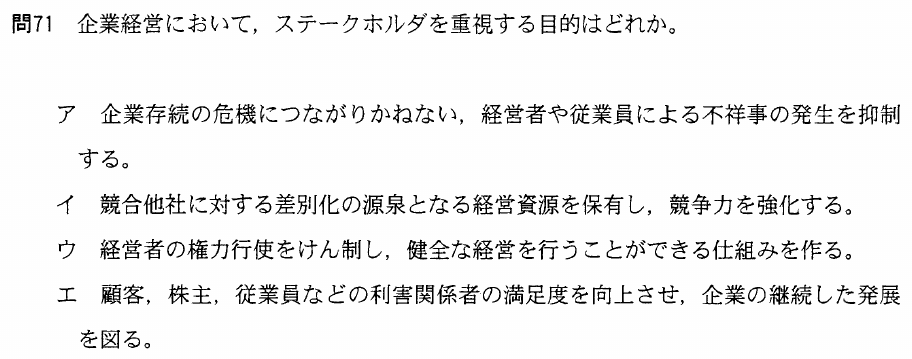 問71　企業経営において，ステークホルダを重視する目的はどれか。
ア　企業存続の危機につながりかねない，経営者や従業員による不祥事の発生を抑制
する。
イ　競合他社に対する差別化の源泉となる経営資源を保有し，競争力を強化する。
ウ　経営者の権力行使をけん制し，健全な経営を行うことができる仕組みを作る。
エ　顧客，株主，従業員などの利害関係者の満足度を向上させ，企業の継続した発展
を図る。